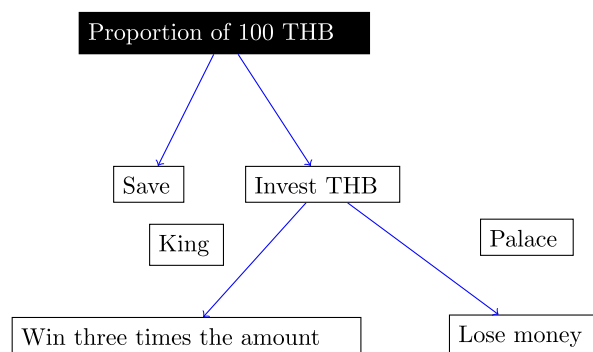 Proportion of 100 THB
Save
Invest THB
King
Palace
Win three times the amount
Lose money